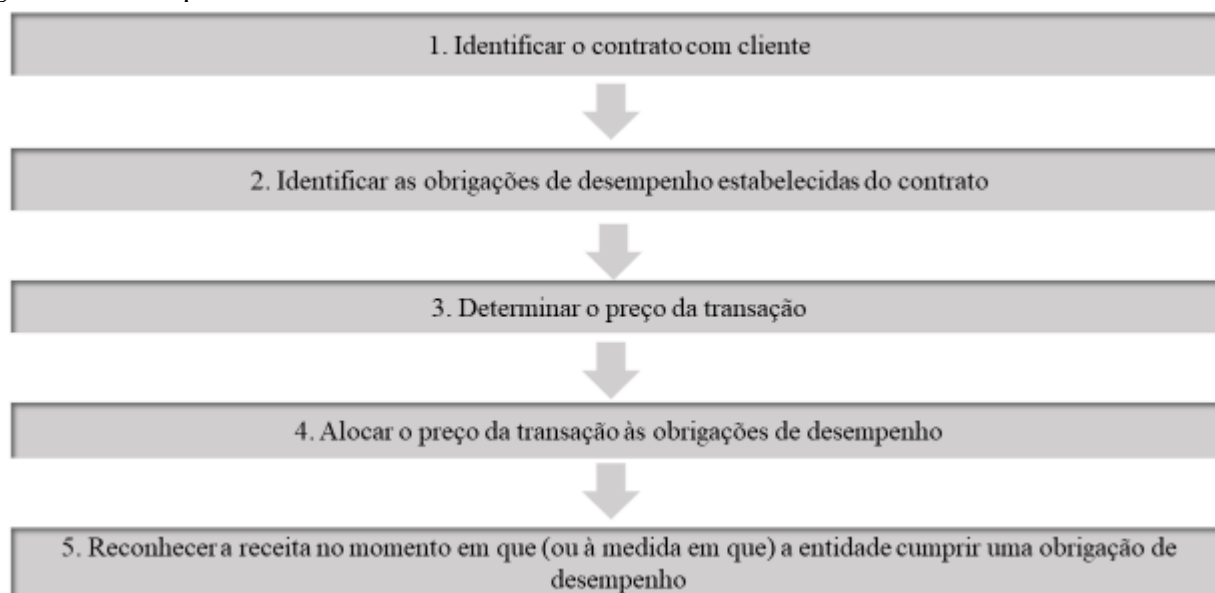 1. Identificar o contrato com cliente
2. Identificar as obrigações de desempenho estabelecidas do contrato
3. Determinar o preço da transação
4. Alocar o preço da transação às obrigações de desempenho
5. Reconhecer a receita no momento em que (ou à medida em que) a entidade cumprir uma obrigação de
desempenho